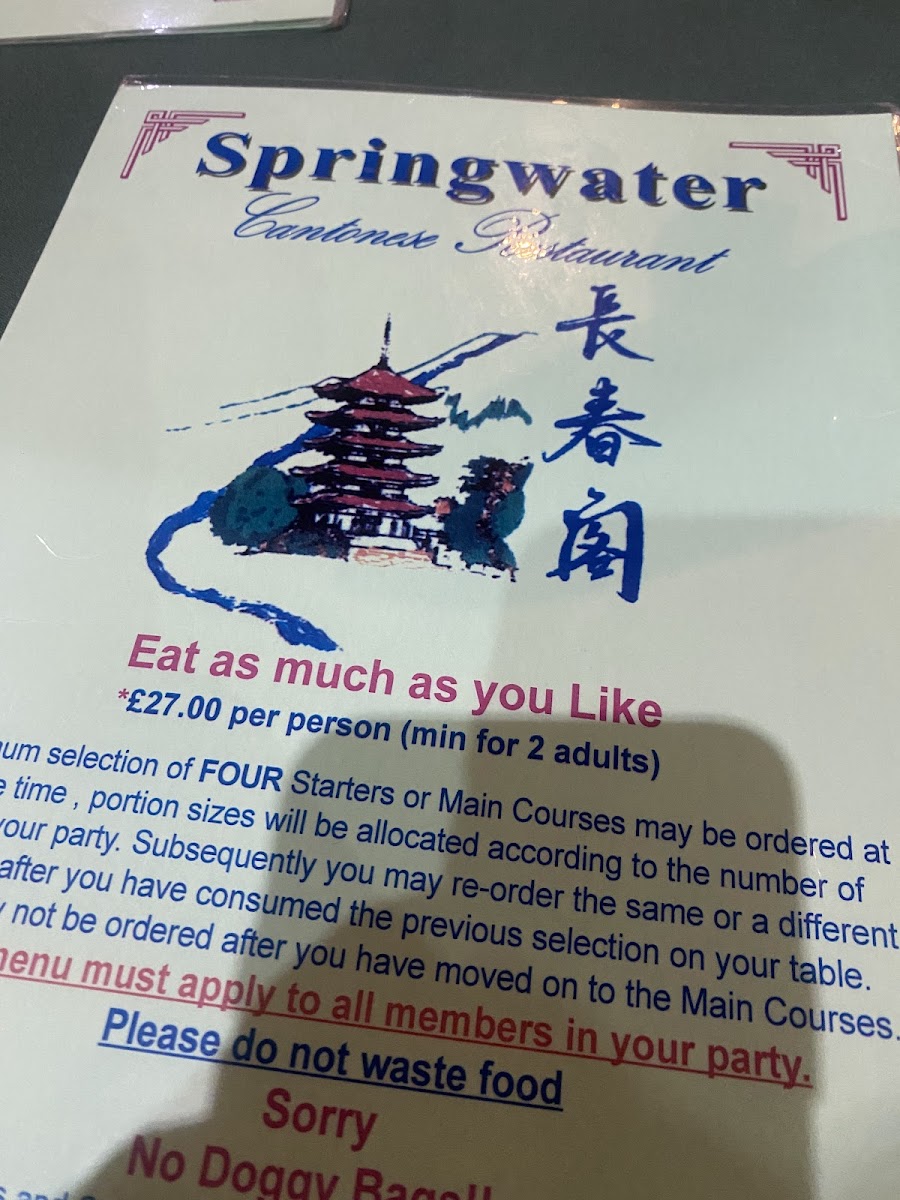 Springwater
Cantonese Restaurant
長春閣
Eat as much as you Like
*£27.00 per person (min for 2 adults)
selection of FOUR Starters or Main Courses may be ordered at
time , portion sizes will be allocated according to the number of
your party. Subsequently you may re-order the same or a different
after you have consumed the previous selection on your table.
not be ordered after you have moved on to the Main Courses.
menu must apply to all members in your party.
Please do not waste food
Sorry
No Doggy Bags!!